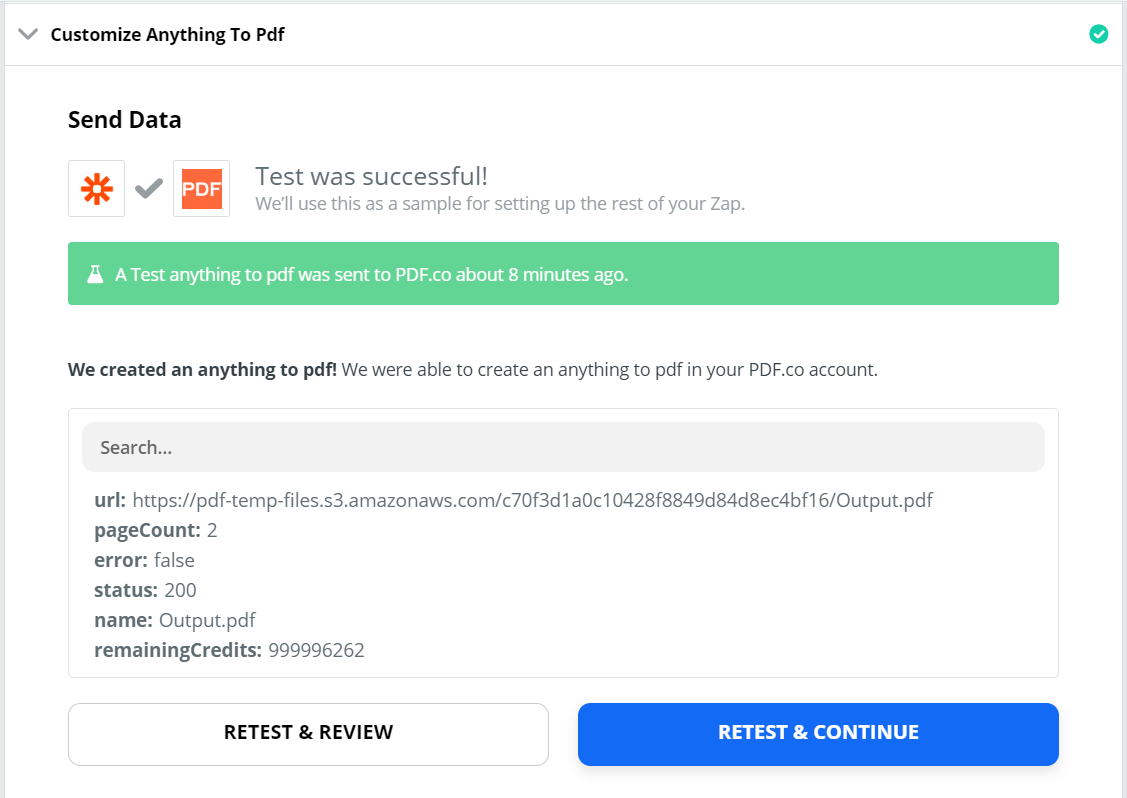 Customize Anything To Pdf
Send Data
PDF
Test was successful!
We’ll use this as a sample for setting up the rest of your Zap.
A Test anything to pdf was sent to PDF.co about 8 minutes ago.
We created an anything to pdf! We were able to create an anything to pdf in your PDF.co account.
Search...
url: https://pdf-temp-files.s3.amazonaws.com/c70f3d1a0c10428f8849d84d8ec4bf16/Output.pdf
pageCount: 2
error: false
status: 200
name: Output.pdf
remainingCredits: 999996262
RETEST & REVIEW
RETEST & CONTINUE